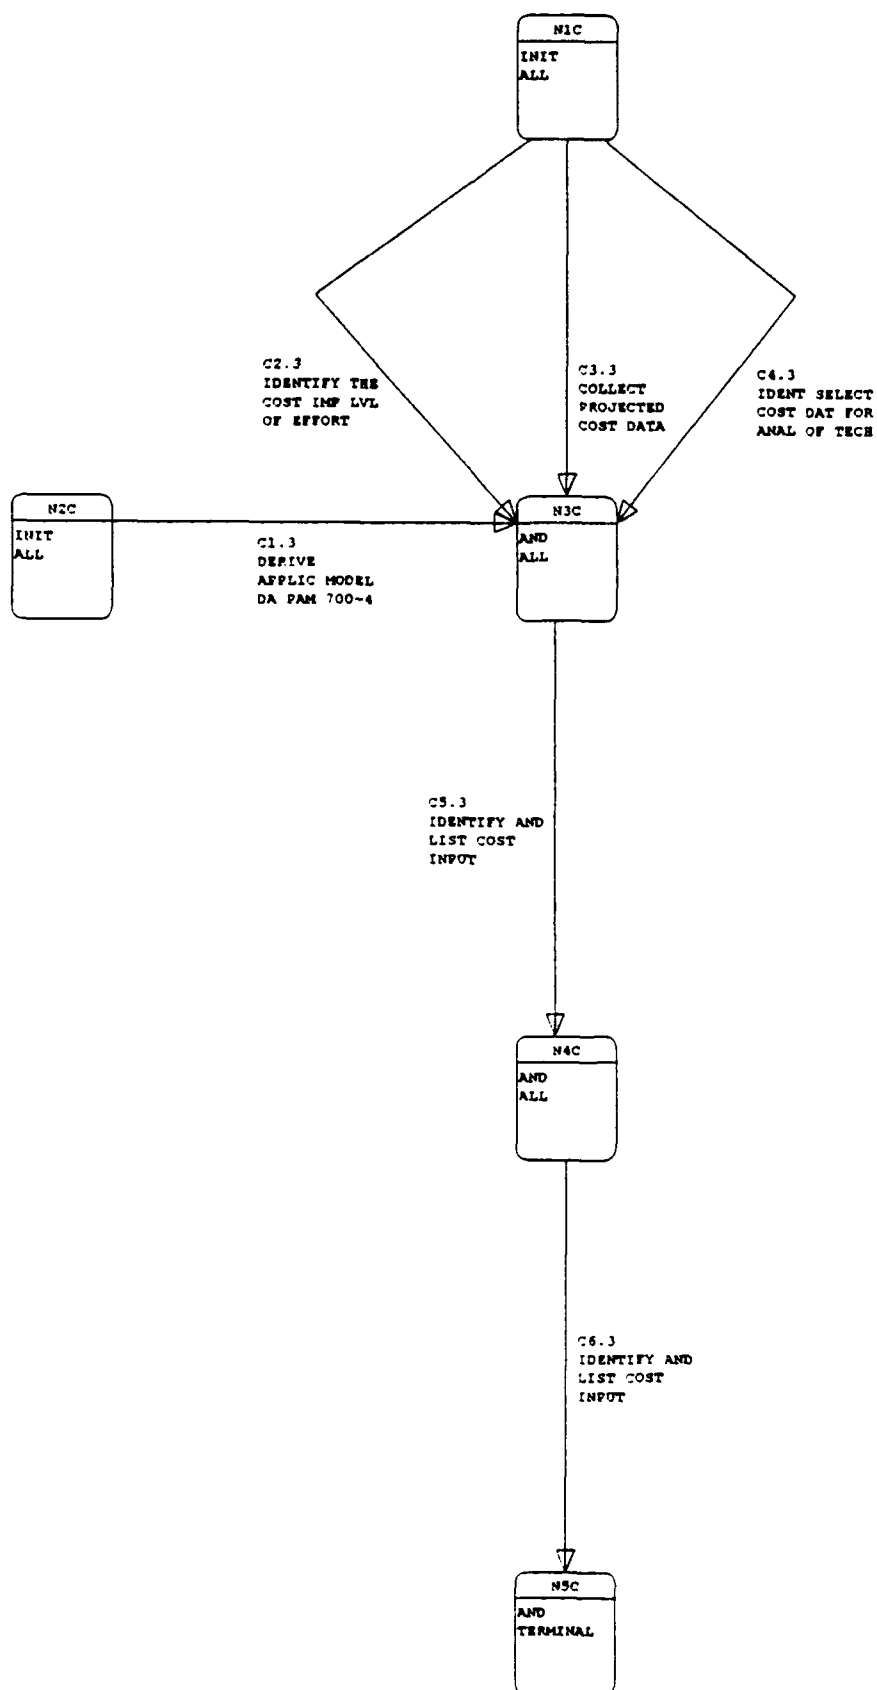 N1C
INIT
ALL
C2.3
IDENTIFY THE
COST IMP LVL
OF EFFORT
C3.3
COLLECT
PROJECTED
COST DATA
C4.3
IDENT SELECT
COST DAT FOR
ANAL OF TECH
N2C
INIT
ALL
C1.3
DERIVE
APPLIC MODEL
DA PAM 700-4
N3C
AND
ALL
C5.3
IDENTIFY AND
LIST COST
INPUT
N4C
AND
ALL
C6.3
IDENTIFY AND
LIST COST
INPUT
N5C
AND
TERMINAL